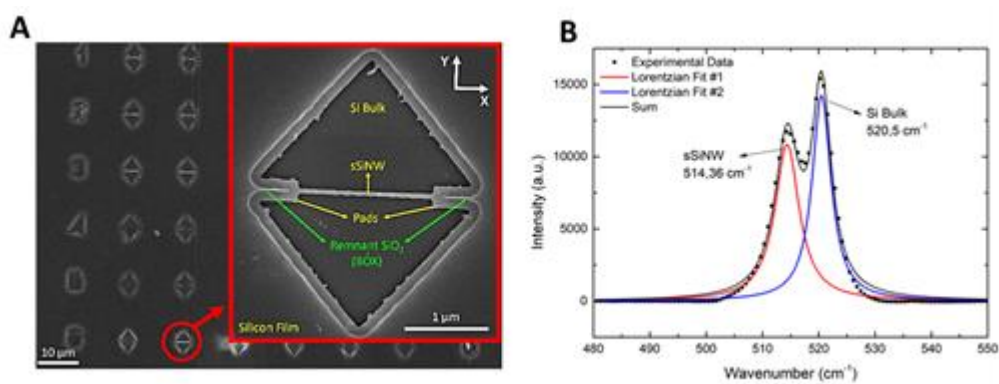 A
Y
X
Si Bulk
sSiNW
Pads
Remnant SiO2
(BOX)
Silicon Film
1 µm
10 µm
3
4
B
Experimental Data
Lorentzian Fit #1
Lorentzian Fit #2
Sum
Si Bulk
520,5 cm-1
sSiNW
514,36 cm-1
Intensity (a.u.)
15000
10000
5000
0
480 490 500 510 520 530 540 550
Wavenumber (cm-1)